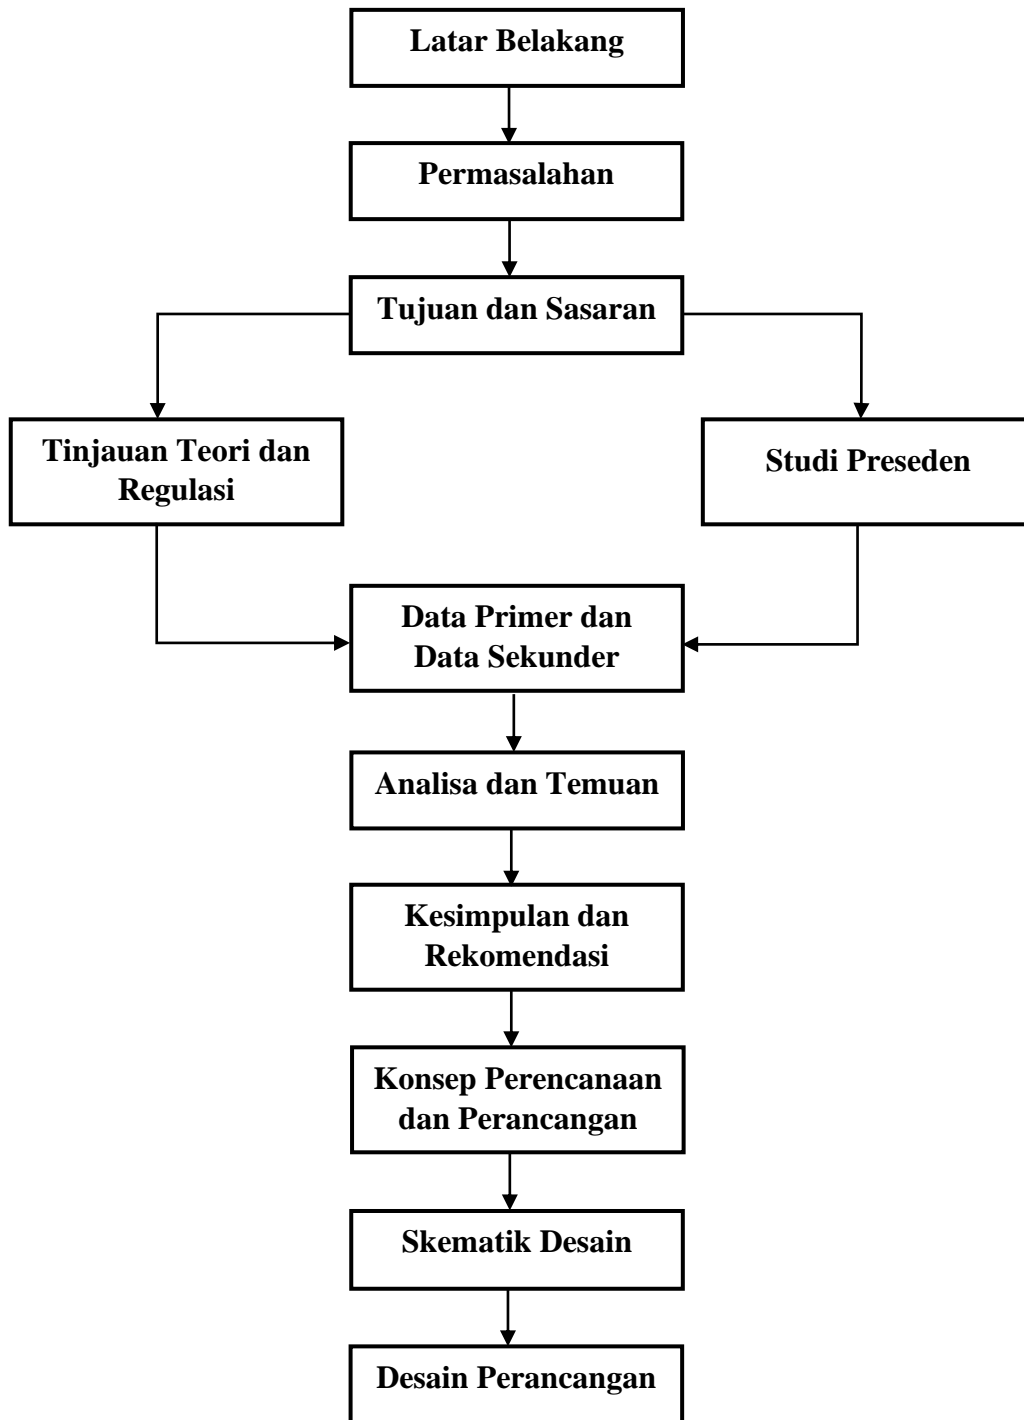 Latar Belakang
Permasalahan
Tujuan dan Sasaran
Tinjauan Teori dan
Regulasi
Studi Preseden
Data Primer dan
Data Sekunder
Analisa dan Temuan
Kesimpulan dan
Rekomendasi
Konsep Perencanaan
dan Perancangan
Skematik Desain
Desain Perancangan